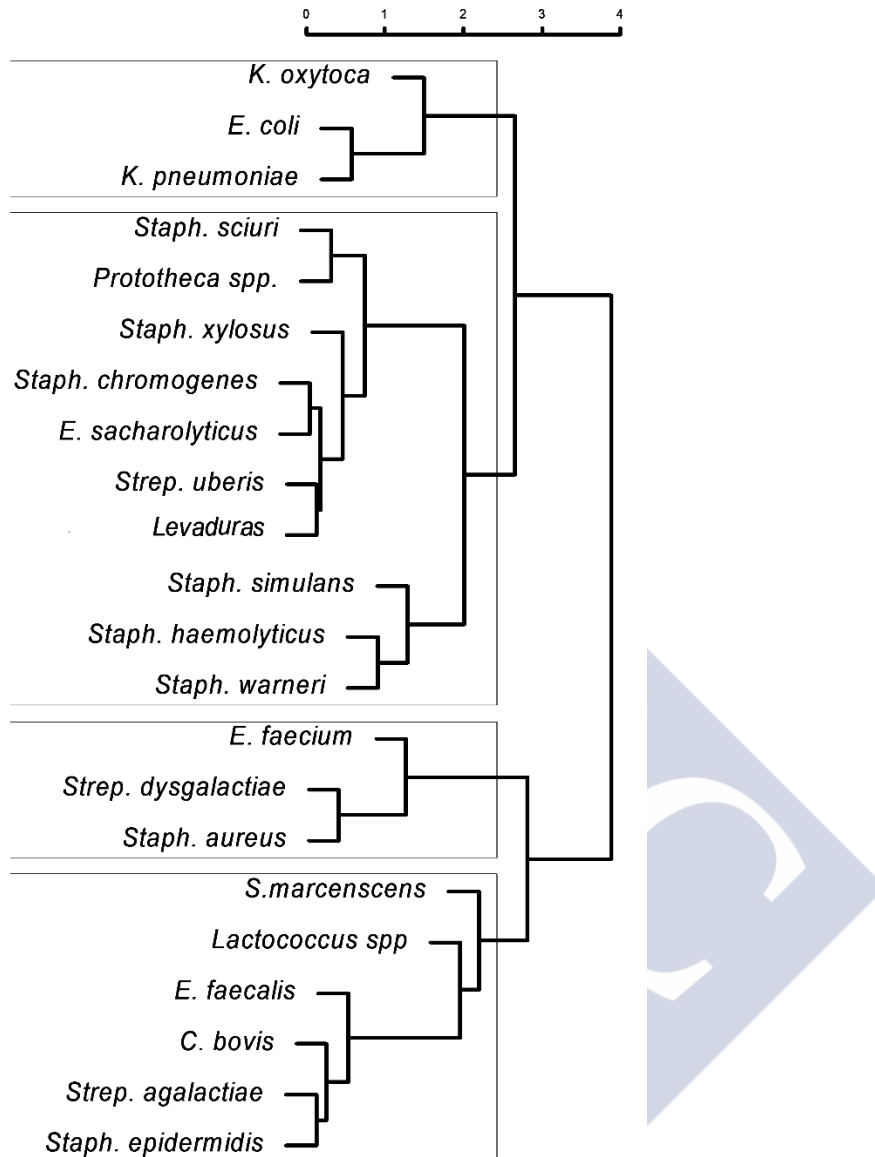 0 1 2 3 4
K. oxytoca
E. coli
K. pneumoniae
Staph. sciuri
Prototheca spp.
Staph. xylosus
Staph. chromogenes
E. sacharolyticus
Strep. uberis
Levaduras
Staph. simulans
Staph. haemolyticus
Staph. warneri
E. faecium
Strep. dysgalactiae
Staph. aureus
S.marcenscens
Lactococcus spp
E. faecalis
C. bovis
Strep. agalactiae
Staph. epidermidis
C